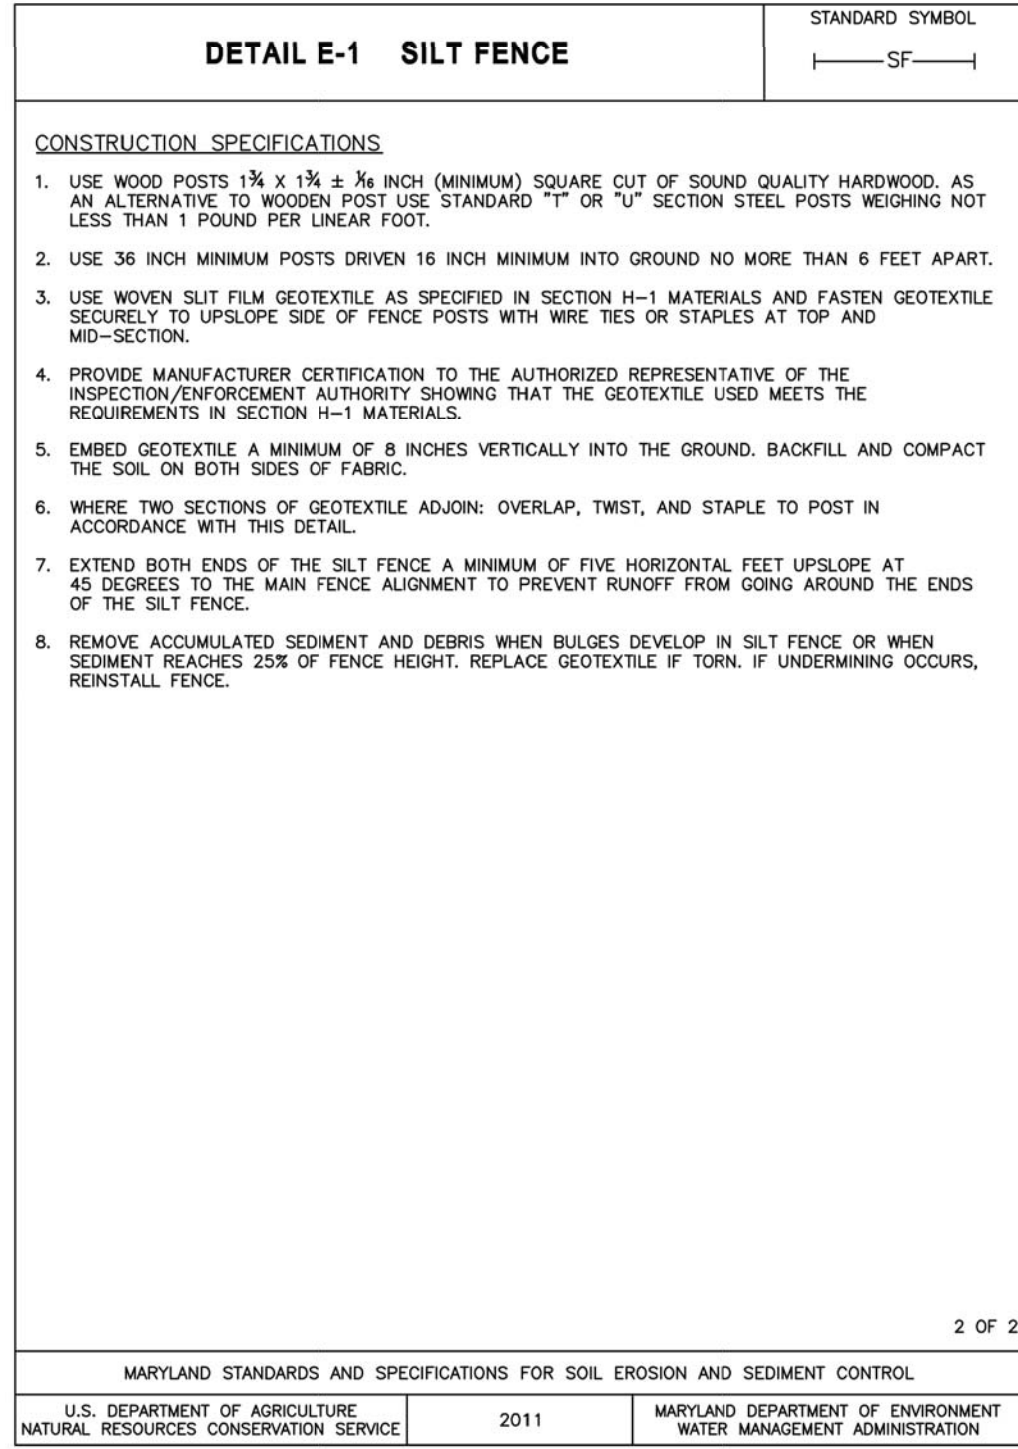 DETAIL E-1 SILT FENCE
STANDARD SYMBOL
SF
CONSTRUCTION SPECIFICATIONS
1. USE WOOD POSTS 1¾ X 1¾ ± 1/16 INCH (MINIMUM) SQUARE CUT OF SOUND QUALITY HARDWOOD. AS
AN ALTERNATIVE TO WOODEN POST USE STANDARD "T" OR "U" SECTION STEEL POSTS WEIGHING NOT
LESS THAN 1 POUND PER LINEAR FOOT.
2. USE 36 INCH MINIMUM POSTS DRIVEN 16 INCH MINIMUM INTO GROUND NO MORE THAN 6 FEET APART.
3. USE WOVEN SLIT FILM GEOTEXTILE AS SPECIFIED IN SECTION H-1 MATERIALS AND FASTEN GEOTEXTILE
SECURELY TO UPSLOPE SIDE OF FENCE POSTS WITH WIRE TIES OR STAPLES AT TOP AND
MID-SECTION.
4. PROVIDE MANUFACTURER CERTIFICATION TO THE AUTHORIZED REPRESENTATIVE OF THE
INSPECTION/ENFORCEMENT AUTHORITY SHOWING THAT THE GEOTEXTILE USED MEETS THE
REQUIREMENTS IN SECTION H-1 MATERIALS.
5. EMBED GEOTEXTILE A MINIMUM OF 8 INCHES VERTICALLY INTO THE GROUND. BACKFILL AND COMPACT
THE SOIL ON BOTH SIDES OF FABRIC.
6. WHERE TWO SECTIONS OF GEOTEXTILE ADJOIN: OVERLAP, TWIST, AND STAPLE TO POST IN
ACCORDANCE WITH THIS DETAIL.
7. EXTEND BOTH ENDS OF THE SILT FENCE A MINIMUM OF FIVE HORIZONTAL FEET UPSLOPE AT
45 DEGREES TO THE MAIN FENCE ALIGNMENT TO PREVENT RUNOFF FROM GOING AROUND THE ENDS
OF THE SILT FENCE.
8. REMOVE ACCUMULATED SEDIMENT AND DEBRIS WHEN BULGES DEVELOP IN SILT FENCE OR WHEN
SEDIMENT REACHES 25% OF FENCE HEIGHT. REPLACE GEOTEXTILE IF TORN. IF UNDERMINING OCCURS,
REINSTALL FENCE.
2 OF 2
MARYLAND STANDARDS AND SPECIFICATIONS FOR SOIL EROSION AND SEDIMENT CONTROL
U.S. DEPARTMENT OF AGRICULTURE
NATURAL RESOURCES CONSERVATION SERVICE
2011
MARYLAND DEPARTMENT OF ENVIRONMENT
WATER MANAGEMENT ADMINISTRATION